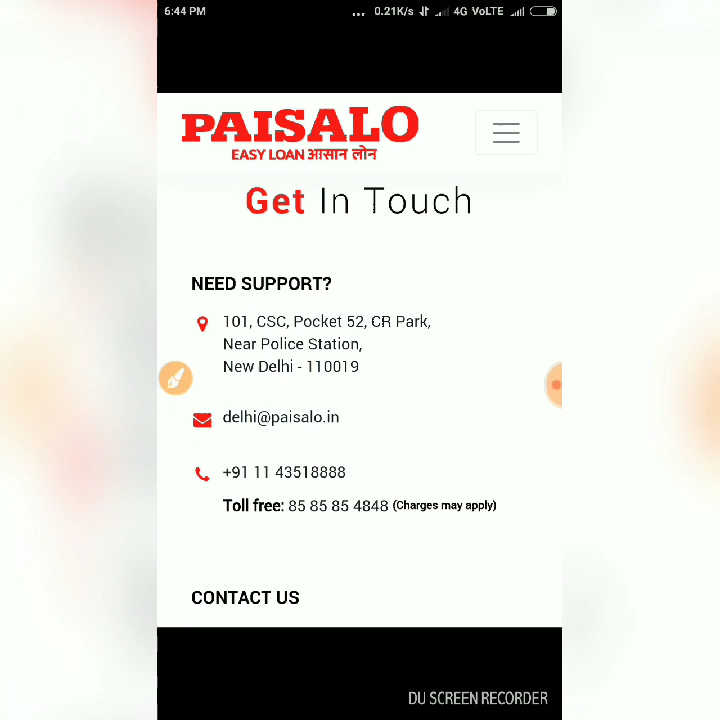 6:44 PM ... 0.21K/s 4G VoLTE
PAISALO
EASY LOAN आसान लोन
Get In Touch
NEED SUPPORT?
101, CSC, Pocket 52, CR Park,
Near Police Station,
New Delhi - 110019
delhi@paisalo.in
+91 11 43518888
Toll free: 85 85 85 4848 (Charges may apply)
CONTACT US
DU SCREEN RECORDER